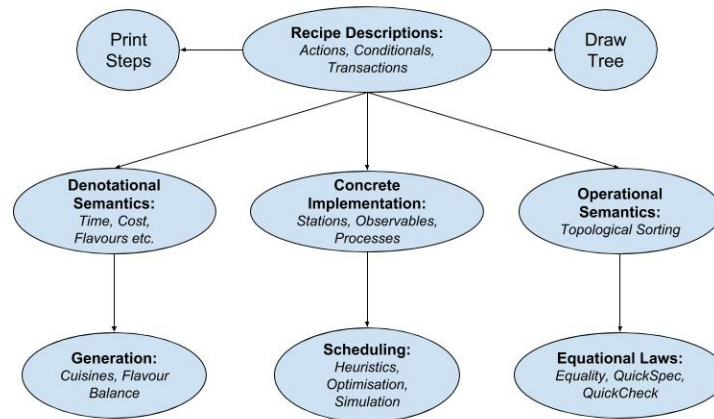 Print
Steps
Recipe Descriptions:
Actions, Conditionals,
Transactions
Draw
Tree
Denotational
Semantics:
Time, Cost,
Flavours etc.
Concrete
Implementation:
Stations, Observables,
Processes
Operational
Semantics:
Topological Sorting
Generation:
Cuisines, Flavour
Balance
Scheduling:
Heuristics,
Optimisation,
Simulation
Equational Laws:
Equality, QuickSpec,
QuickCheck